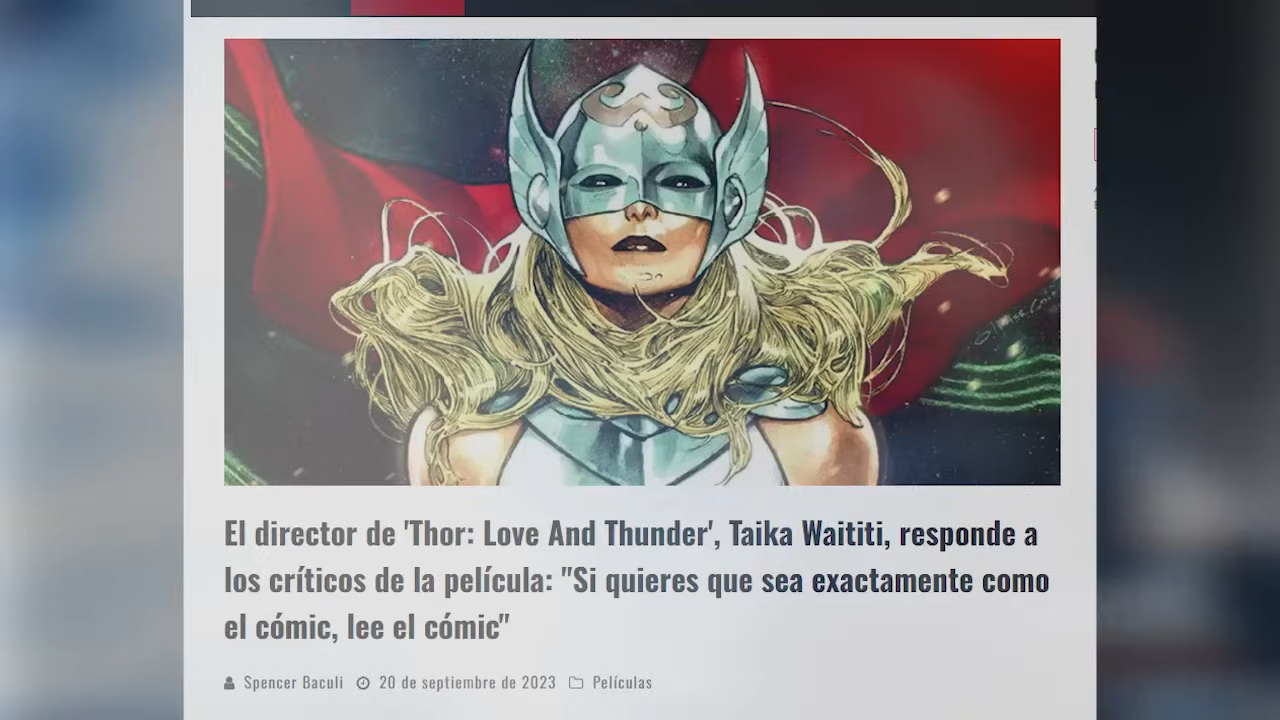 El director de 'Thor: Love And Thunder', Taika Waititi, responde a
los críticos de la película: "Si quieres que sea exactamente como
el cómic, lee el cómic"
Spencer Baculi 20 de septiembre de 2023 Películas